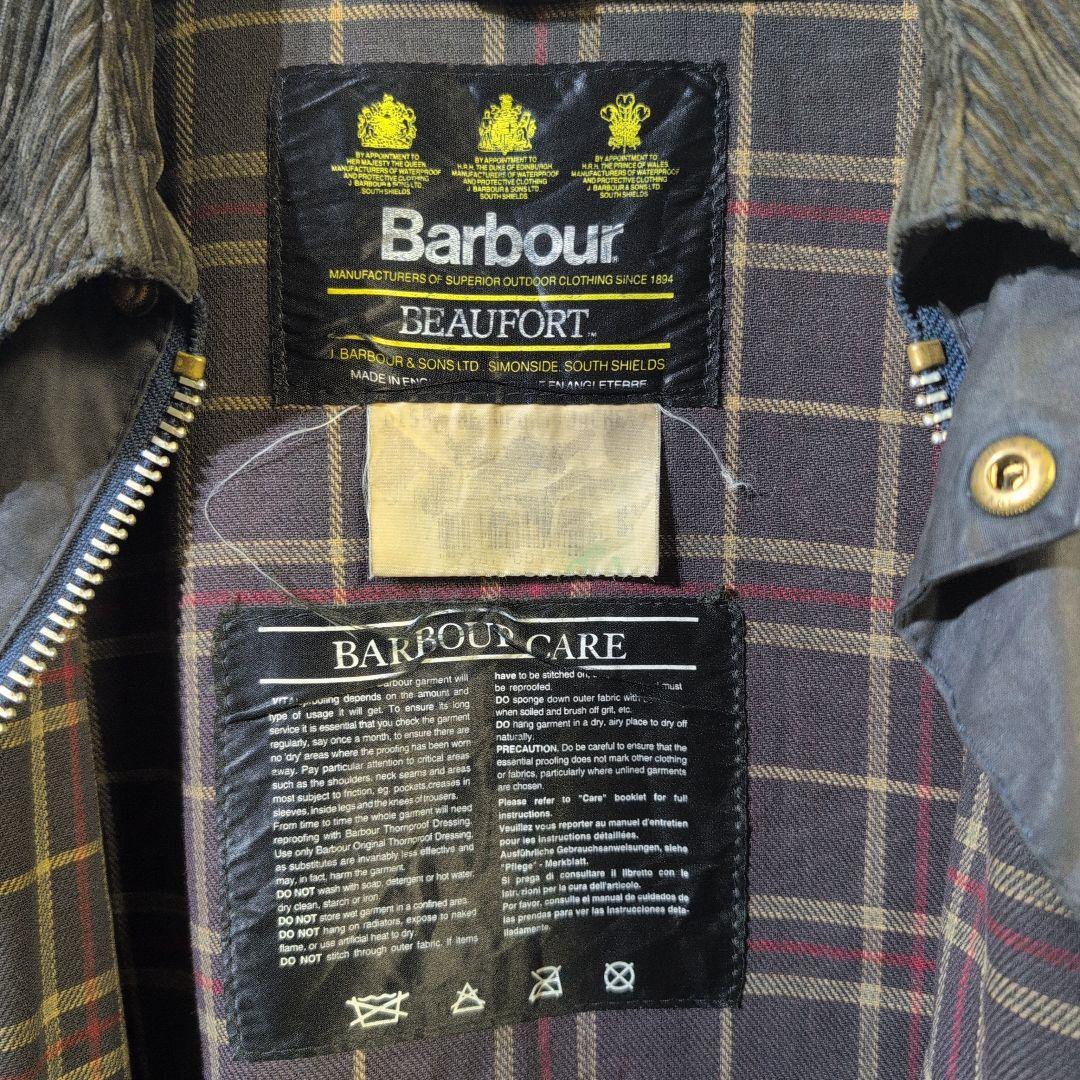 BY APPOINTMENT TO
HER MAJESTY THE QUEEN
MANUFACTURERS OF WATERPROOF
AND PROTECTIVE CLOTHING
J. BARBOUR & SONS LTD
SOUTH SHIELDS
BY APPOINTMENT TO
H.R.H. THE DUKE OF EDINBURGH
MANUFACTURERS OF WATERPROOF
AND PROTECTIVE CLOTHING
J. BARBOUR & SONS LTD
SOUTH SHIELDS
BY APPOINTMENT TO
H.R.H. THE PRINCE OF WALES
MANUFACTURERS OF WATERPROOF
AND PROTECTIVE CLOTHING
J. BARBOUR & SONS LTD
SOUTH SHIELDS
Barbour
MANUFACTURERS OF SUPERIOR OUTDOOR CLOTHING SINCE 1894
BEAUFORT™
J. BARBOUR & SONS LTD SIMONSIDE SOUTH SHIELDS
MADE IN EN ANGLETERRE
BARBOUR CARE
Barbour garment will
depends on the amount and
type of usage it will get. To ensure its long
service it is essential that you check the garment
regularly, say once a month, to ensure there are
no 'dry' areas where the proofing has been worn
away. Pay particular attention to critical areas
such as the shoulders, neck seams and areas
most subject to friction, eg. pockets, creases in
sleeves, inside legs and the knees of trousers.
From time to time the whole garment will need
reproofing with Barbour Thornproof Dressing.
Use only Barbour Original Thornproof Dressing
as substitutes are invariably less effective and
may, in fact, harm the garment.
DO NOT wash with soap, detergent or hot water,
dry clean, starch or iron.
DO NOT store wet garment in a confined area.
DO NOT hang on radiators, expose to naked
flame, or use artificial heat to dry.
DO NOT stitch through outer fabric. If items
have to be stitched on, must
be reproofed.
DO sponge down outer fabric with
when soiled and brush off grit, etc.
DO hang garment in a dry, airy place to dry off
naturally.
PRECAUTION. Do be careful to ensure that the
essential proofing does not mark other clothing
or fabrics, particularly where unlined garments
are chosen.
Please refer to "Care" booklet for full
instructions.
Veuillez vous reporter au manuel d'entretien
pour les instructions détaillées.
Ausführliche Gebrauchsanweisungen, siehe
"Pflege"- Merkblatt.
Si prega di consultare il libretto con le
istruzioni per la cura dell'articolo.
Por favor, consulte el manual de cuidados de
las prendas para ver las instrucciones deta-
lladamente.